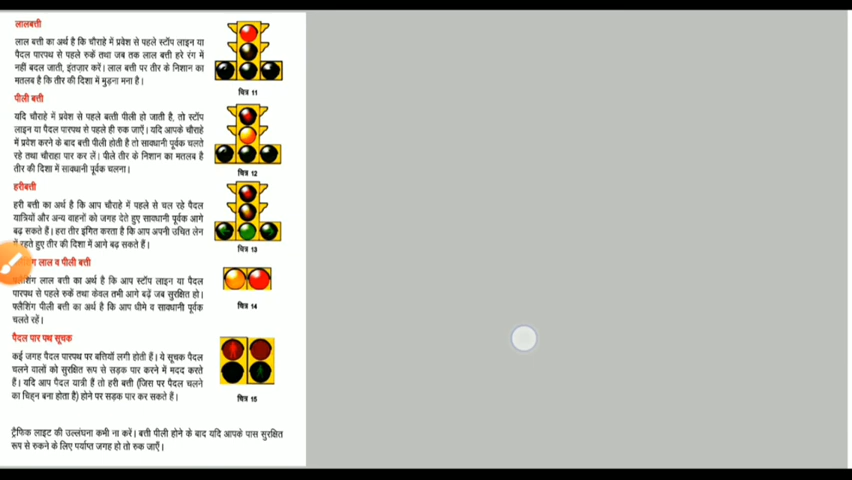 लालबत्ती
लाल बत्ती का अर्थ है कि चौराहे में प्रवेश से पहले स्टॉप लाइन या
पैदल पारपथ से पहले रुकें तथा जब तक लाल बत्ती हरे रंग में
नहीं बदल जाती, इंतज़ार करें। लाल बत्ती पर तीर के निशान का
मतलब है कि तीर की दिशा में मुड़ना मना है।
चित्र 11
पीली बत्ती
यदि चौराहे में प्रवेश से पहले बत्ती पीली हो जाती है, तो स्टॉप
लाइन या पैदल पारपथ से पहले ही रुक जाएँ। यदि आपके चौराहे
में प्रवेश करने के बाद बत्ती पीली होती है तो सावधानी पूर्वक चलते
रहे तथा चौराहा पार कर लें। पीले तीर के निशान का मतलब है
तीर की दिशा में सावधानी पूर्वक चलना।
चित्र 12
हरीबत्ती
हरी बत्ती का अर्थ है कि आप चौराहे में पहले से चल रहे पैदल
यात्रियों और अन्य वाहनों को जगह देते हुए सावधानी पूर्वक आगे
बढ़ सकते हैं। हरा तीर इंगित करता है कि आप अपनी उचित लेन
में रहते हुए तीर की दिशा में आगे बढ़ सकते हैं।
चित्र 13
लाल व पीली बत्ती
लाल बत्ती का अर्थ है कि आप स्टॉप लाइन या पैदल
पारपथ से पहले रुकें तथा केवल तभी आगे बढ़ें जब सुरक्षित हो।
फ्लैशिंग पीली बत्ती का अर्थ है कि आप धीमे व सावधानी पूर्वक
चलते रहें।
चित्र 14
पैदल पार पथ सूचक
कई जगह पैदल पारपथ पर बत्तियाँ लगी होती हैं। ये सूचक पैदल
चलने वालों को सुरक्षित रूप से सड़क पार करने में मदद करते
हैं। यदि आप पैदल यात्री हैं तो हरी बत्ती (जिस पर पैदल चलने
का चिह्न बना होता है) होने पर सड़क पार कर सकते हैं।
चित्र 15
ट्रैफिक लाइट की उल्लंघना कभी ना करें। बत्ती पीली होने के बाद यदि आपके पास सुरक्षित
रूप से रुकने के लिए पर्याप्त जगह हो तो रुक जाएँ।